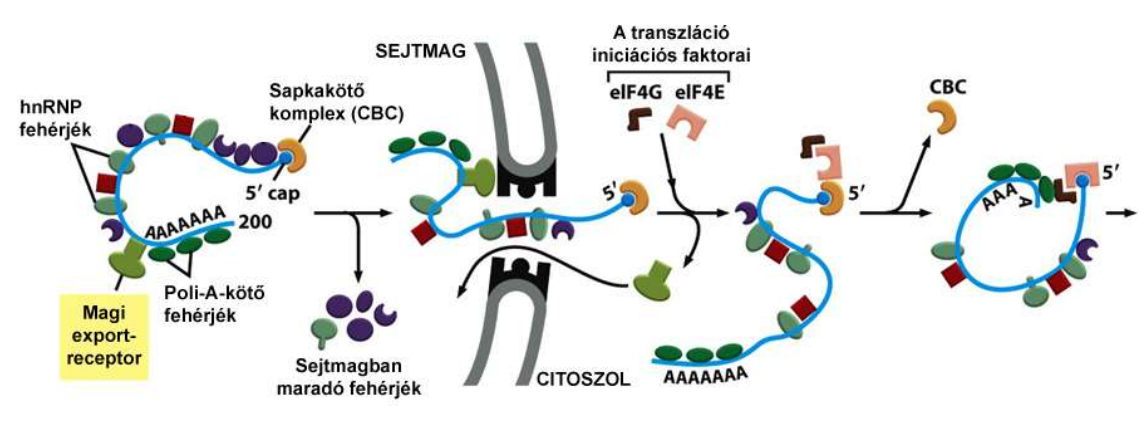 hnRNP
fehérjék
Sapkakötő
komplex (CBC)
5′ cap
AAAAAAA
200
Poli-A-kötő
fehérjék
Magi
export-
receptor
Sejtmagban
maradó fehérjék
SEJTMAG
5′
CITOSZOL
A transzláció
iniciációs faktorai
eIF4G eIF4E
5′
AAAAAAA
CBC
5′
AAA
A